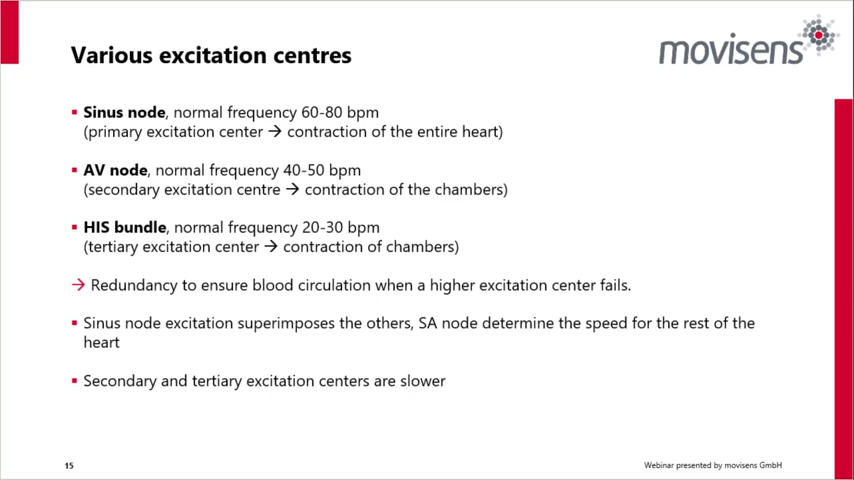 Various excitation centres
movisens
▪ Sinus node, normal frequency 60-80 bpm
(primary excitation center → contraction of the entire heart)
▪ AV node, normal frequency 40-50 bpm
(secondary excitation centre → contraction of the chambers)
▪ HIS bundle, normal frequency 20-30 bpm
(tertiary excitation center → contraction of chambers)
→ Redundancy to ensure blood circulation when a higher excitation center fails.
▪ Sinus node excitation superimposes the others, SA node determine the speed for the rest of the
heart
▪ Secondary and tertiary excitation centers are slower
15
Webinar presented by movisens GmbH